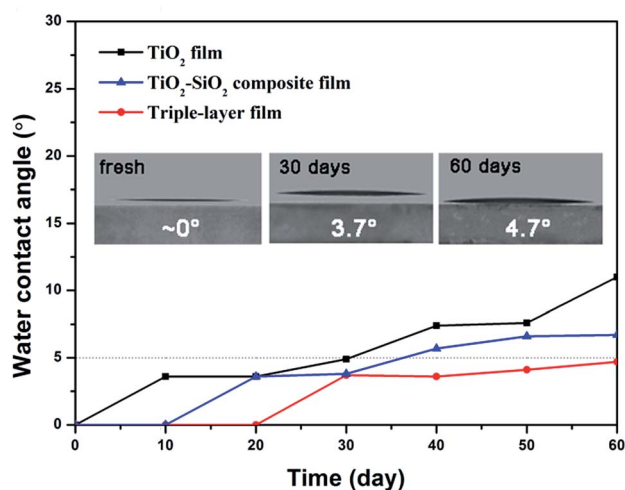 30
25
20
15
10
5
0
Water contact angle (°)
TiO₂ film
TiO₂-SiO₂ composite film
Triple-layer film
fresh
~0°
30 days
3.7°
60 days
4.7°
0 10 20 30 40 50 60
Time (day)